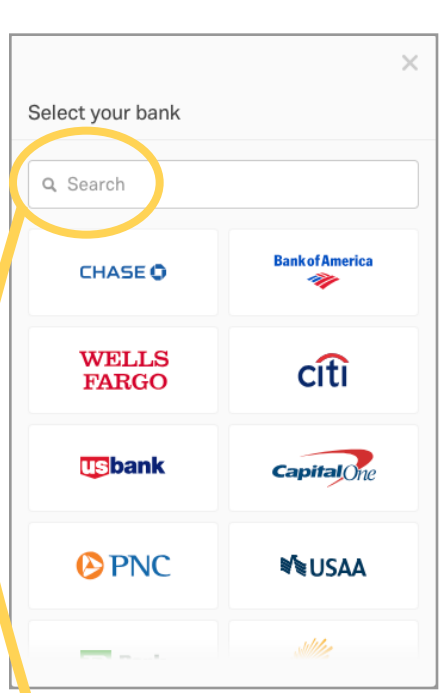 Select your bank
Search
CHASE
Bank of America
WELLS
FARGO
citi
usbank
Capital One
PNC
USAA